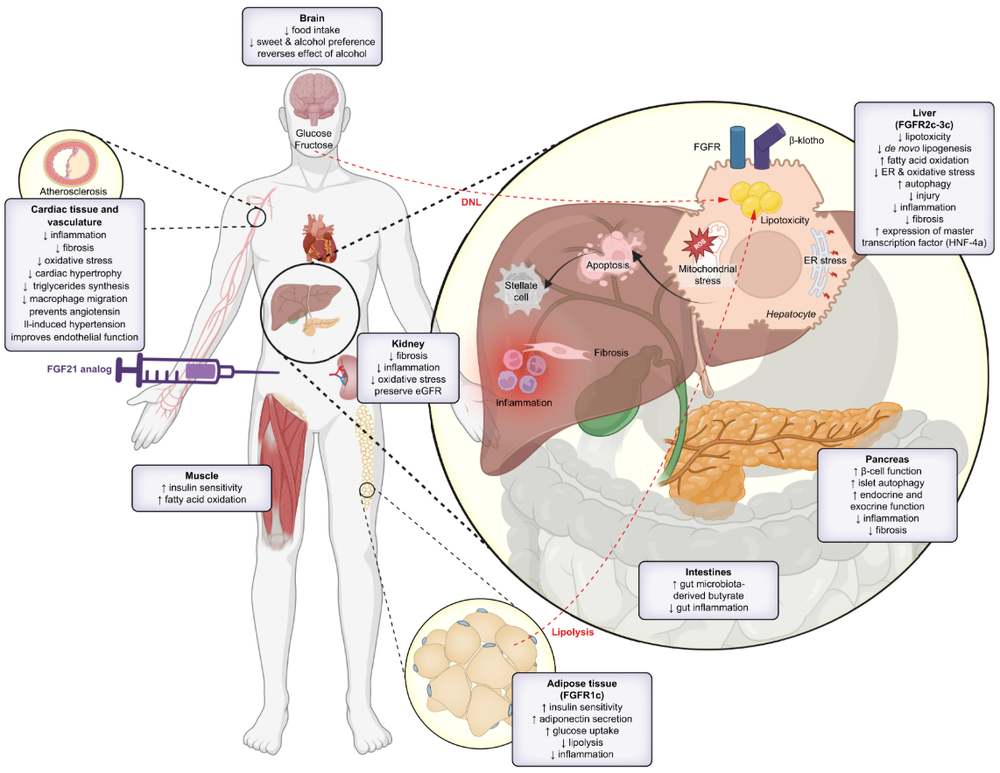 Brain
↓ food intake
↓ sweet & alcohol preference
reverses effect of alcohol
Glucose
Fructose
Atherosclerosis
Cardiac tissue and
vasculature
↓ inflammation
↓ fibrosis
↓ oxidative stress
↓ cardiac hypertrophy
↓ triglycerides synthesis
↓ macrophage migration
prevents angiotensin
II-induced hypertension
improves endothelial function
FGF21 analog
Kidney
↓ fibrosis
↓ inflammation
↓ oxidative stress
preserve eGFR
Muscle
↑ insulin sensitivity
↑ fatty acid oxidation
DNL
FGFR
β-klotho
Lipotoxicity
ROS
Mitochondrial
stress
ER stress
Hepatocyte
Apoptosis
Stellate
cell
Fibrosis
Inflammation
Liver
(FGFR2c-3c)
↓ lipotoxicity
↓ de novo lipogenesis
↑ fatty acid oxidation
↓ ER & oxidative stress
↑ autophagy
↓ injury
↓ inflammation
↓ fibrosis
↑ expression of master
transcription factor (HNF-4a)
Pancreas
↑ β-cell function
↑ islet autophagy
↑ endocrine and
exocrine function
↓ inflammation
↓ fibrosis
Intestines
↑ gut microbiota-
derived butyrate
↓ gut inflammation
Lipolysis
Adipose tissue
(FGFR1c)
↑ insulin sensitivity
↑ adiponectin secretion
↑ glucose uptake
↓ lipolysis
↓ inflammation